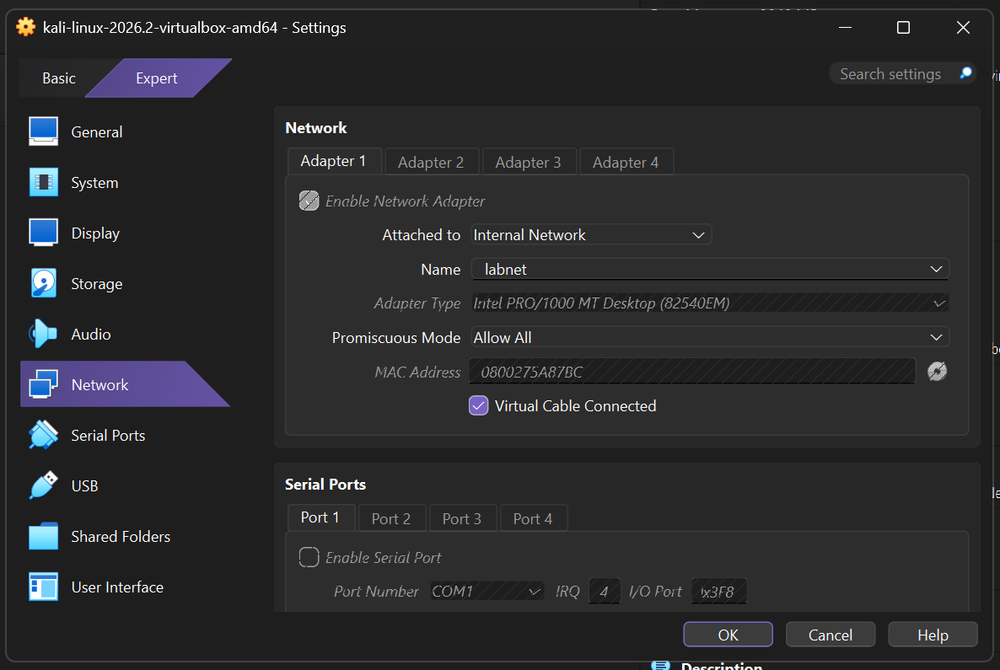 kali-linux-2026.2-virtualbox-amd64 - Settings
Basic
Expert
Search settings
General
System
Display
Storage
Audio
Network
Serial Ports
USB
Shared Folders
User Interface
Network
Adapter 1
Adapter 2
Adapter 3
Adapter 4
Enable Network Adapter
Attached to
Internal Network
Name
labnet
Adapter Type
Intel PRO/1000 MT Desktop (82540EM)
Promiscuous Mode
Allow All
MAC Address
0800275A87BC
Virtual Cable Connected
Serial Ports
Port 1
Port 2
Port 3
Port 4
Enable Serial Port
Port Number
COM1
IRQ
4
I/O Port
OK
Cancel
Help
Description